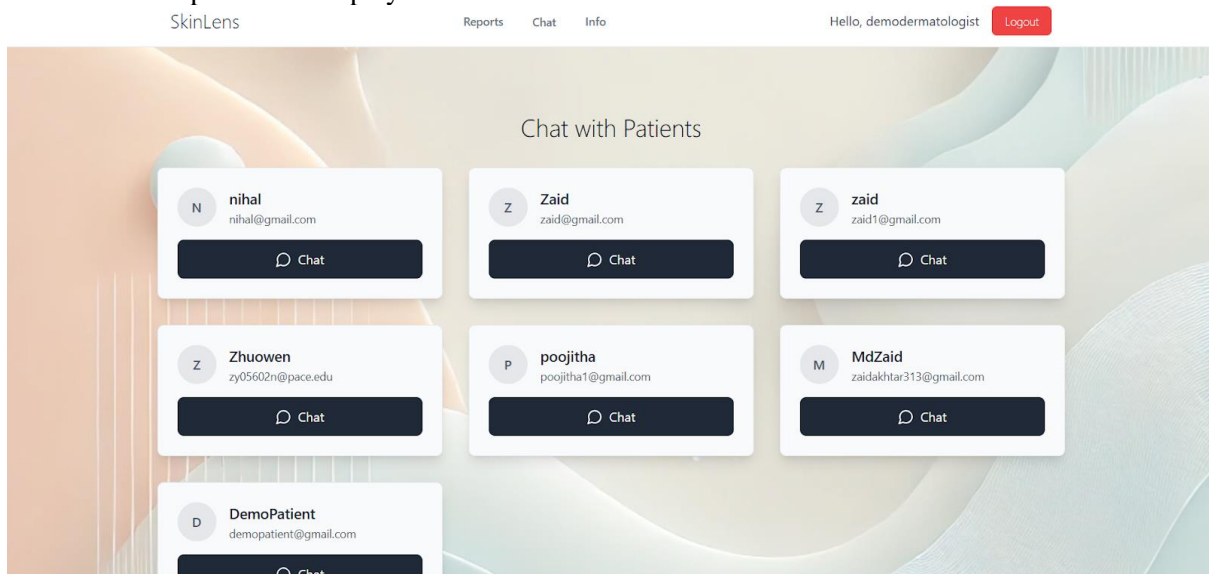 SkinLens Reports Chat Info Hello, demodermatologist Logout
Chat with Patients
N nihal
nihal@gmail.com
Chat
Z Zaid
zaid@gmail.com
Chat
Z zaid
zaid1@gmail.com
Chat
Z Zhuowen
zy05602n@pace.edu
Chat
P poojitha
poojitha1@gmail.com
Chat
M MdZaid
zaidakhtar313@gmail.com
Chat
D DemoPatient
demopatient@gmail.com
Chat